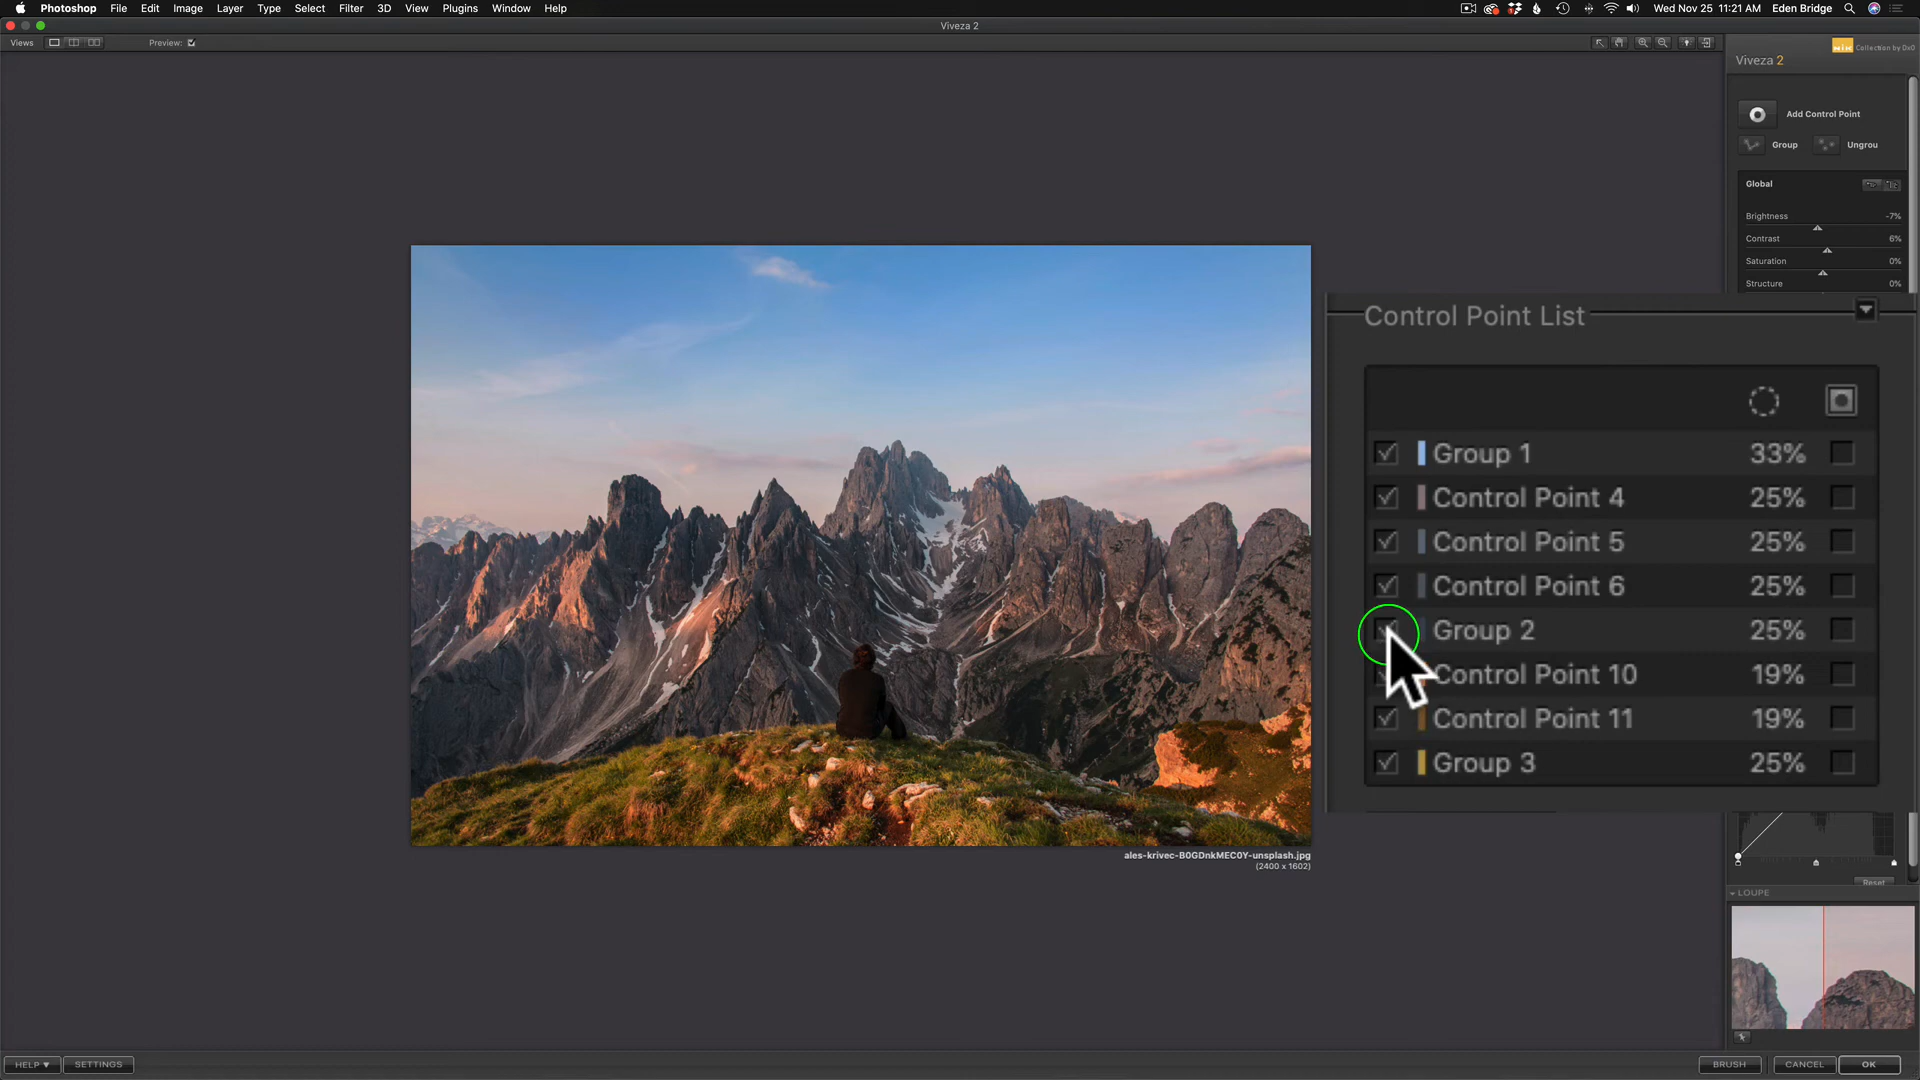 Photoshop File Edit Image Layer Type Select Filter 3D View Plugins Window Help Wed Nov 25 11:21 AM Eden Bridge
Viveza 2
Views Preview:
nik Collection by DxO
Viveza 2
Add Control Point
Group Ungrou
Global
Brightness -7%
Contrast 6%
Saturation 0%
Structure 0%
Control Point List
Group 1 33%
Control Point 4 25%
Control Point 5 25%
Control Point 6 25%
Group 2 25%
Control Point 10 19%
Control Point 11 19%
Group 3 25%
ales-krivec-B0GDnkMEC0Y-unsplash.jpg
(2400 x 1602)
Reset
LOUPE
HELP SETTINGS BRUSH CANCEL OK